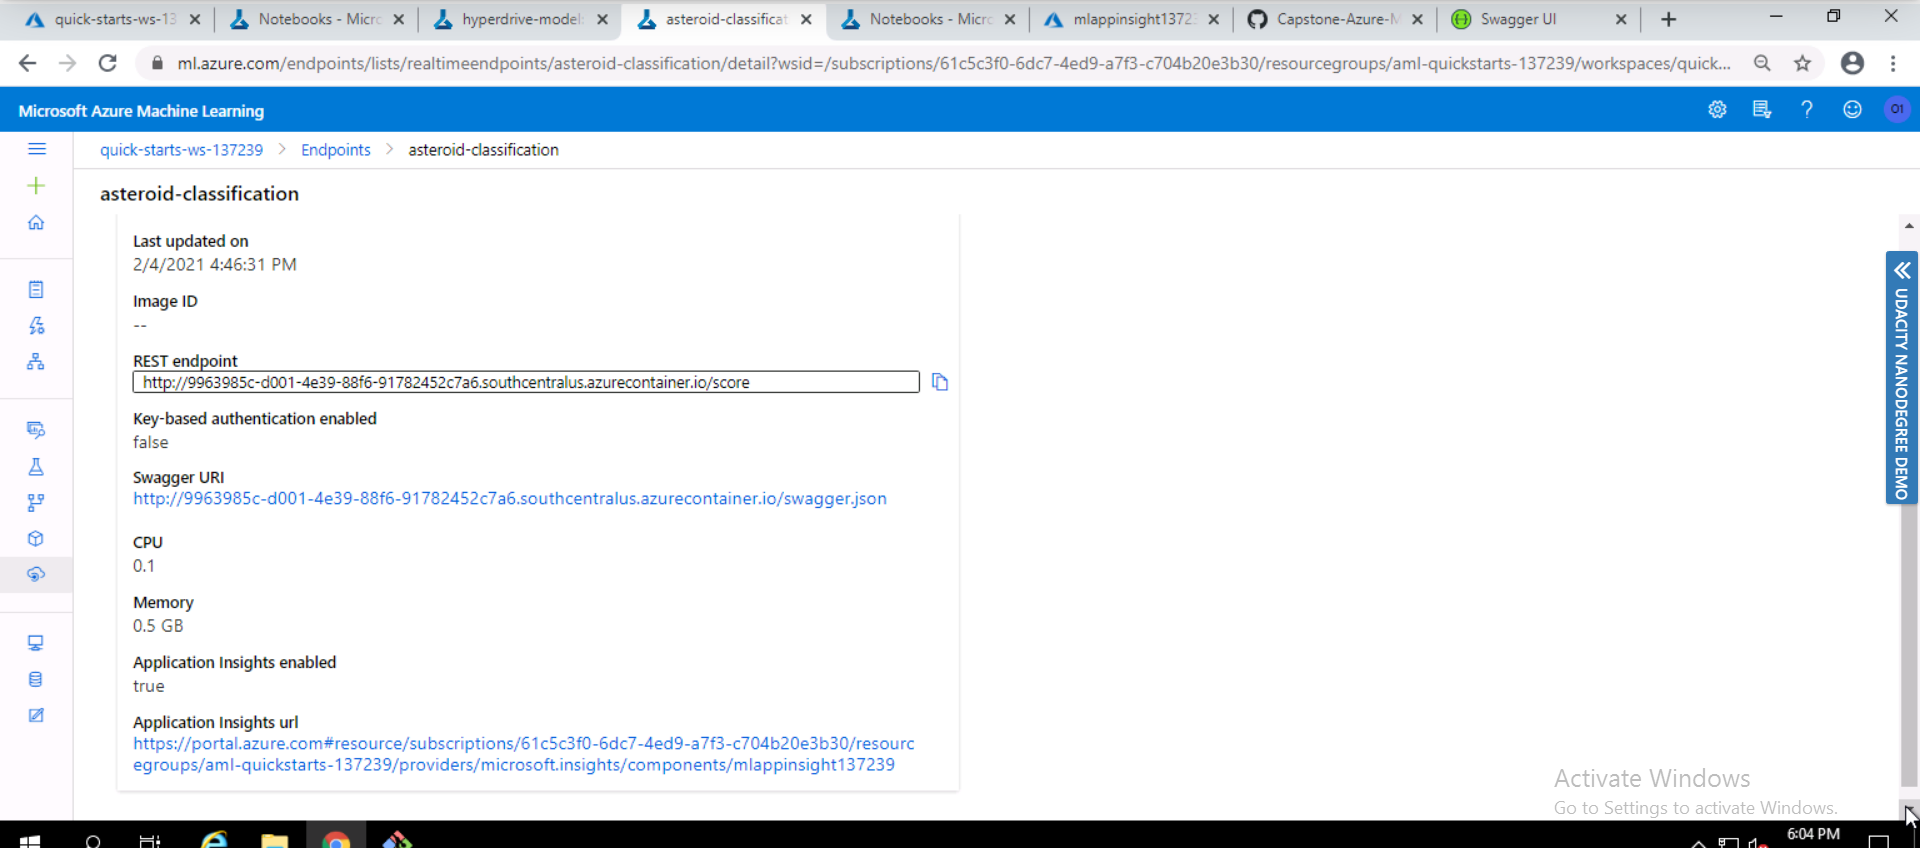 quick-starts-ws-13
Notebooks - Micro
hyperdrive-model
asteroid-classificat
Notebooks - Micro
mlappinsight1372
Capstone-Azure-M
Swagger UI
ml.azure.com/endpoints/lists/realtimeendpoints/asteroid-classification/detail?wsid=/subscriptions/61c5c3f0-6dc7-4ed9-a7f3-c704b20e3b30/resourcegroups/aml-quickstarts-137239/workspaces/quick...
Microsoft Azure Machine Learning
01
quick-starts-ws-137239 > Endpoints > asteroid-classification
asteroid-classification
Last updated on
2/4/2021 4:46:31 PM
Image ID
--
REST endpoint
http://9963985c-d001-4e39-88f6-91782452c7a6.southcentralus.azurecontainer.io/score
Key-based authentication enabled
false
Swagger URI
http://9963985c-d001-4e39-88f6-91782452c7a6.southcentralus.azurecontainer.io/swagger.json
CPU
0.1
Memory
0.5 GB
Application Insights enabled
true
Application Insights url
https://portal.azure.com#resource/subscriptions/61c5c3f0-6dc7-4ed9-a7f3-c704b20e3b30/resourc
egroups/aml-quickstarts-137239/providers/microsoft.insights/components/mlappinsight137239
UDACITY NANODEGREE DEMO
Activate Windows
Go to Settings to activate Windows.
6:04 PM